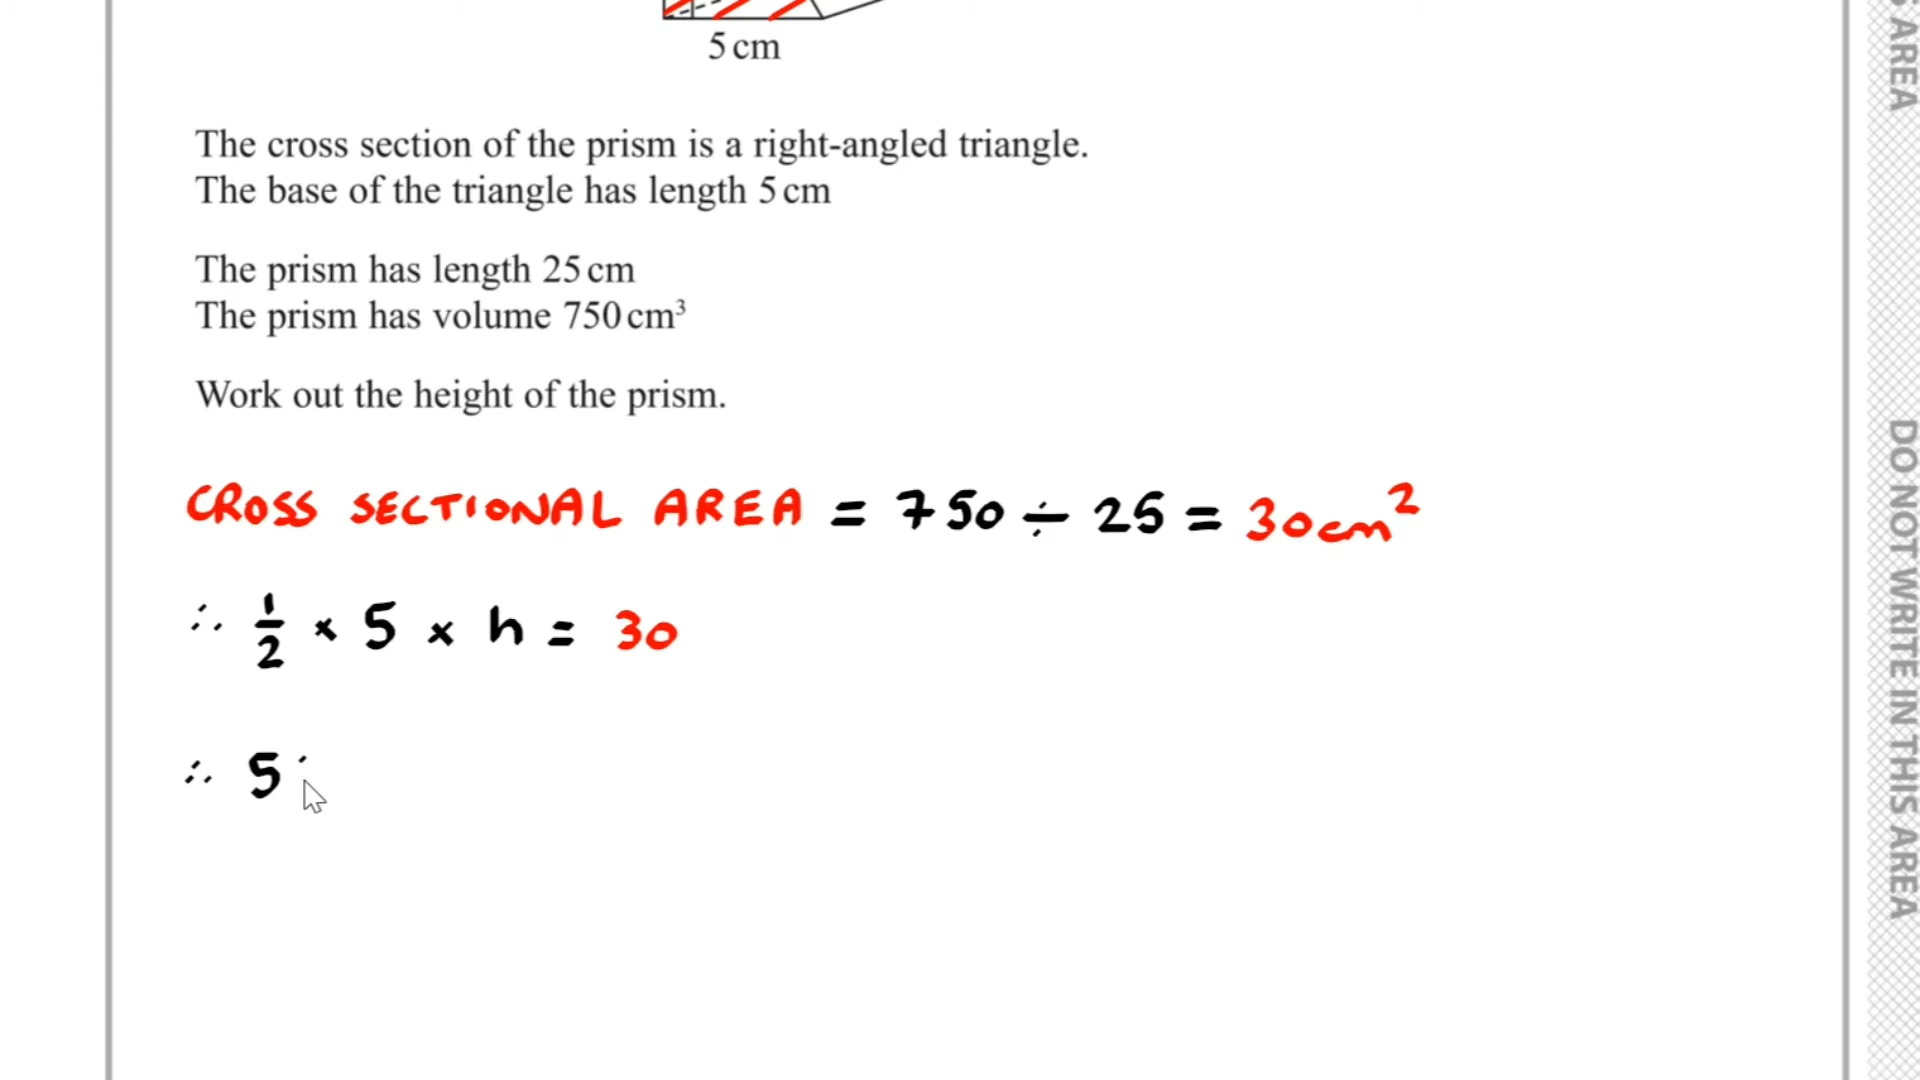 5 cm
The cross section of the prism is a right-angled triangle.
The base of the triangle has length 5 cm
The prism has length 25 cm
The prism has volume 750 cm³
Work out the height of the prism.
CROSS SECTIONAL AREA = 750 ÷ 25 = 30cm²
∴ 1/2 × 5 × h = 30
∴ 5
AREA
DO NOT WRITE IN THIS AREA